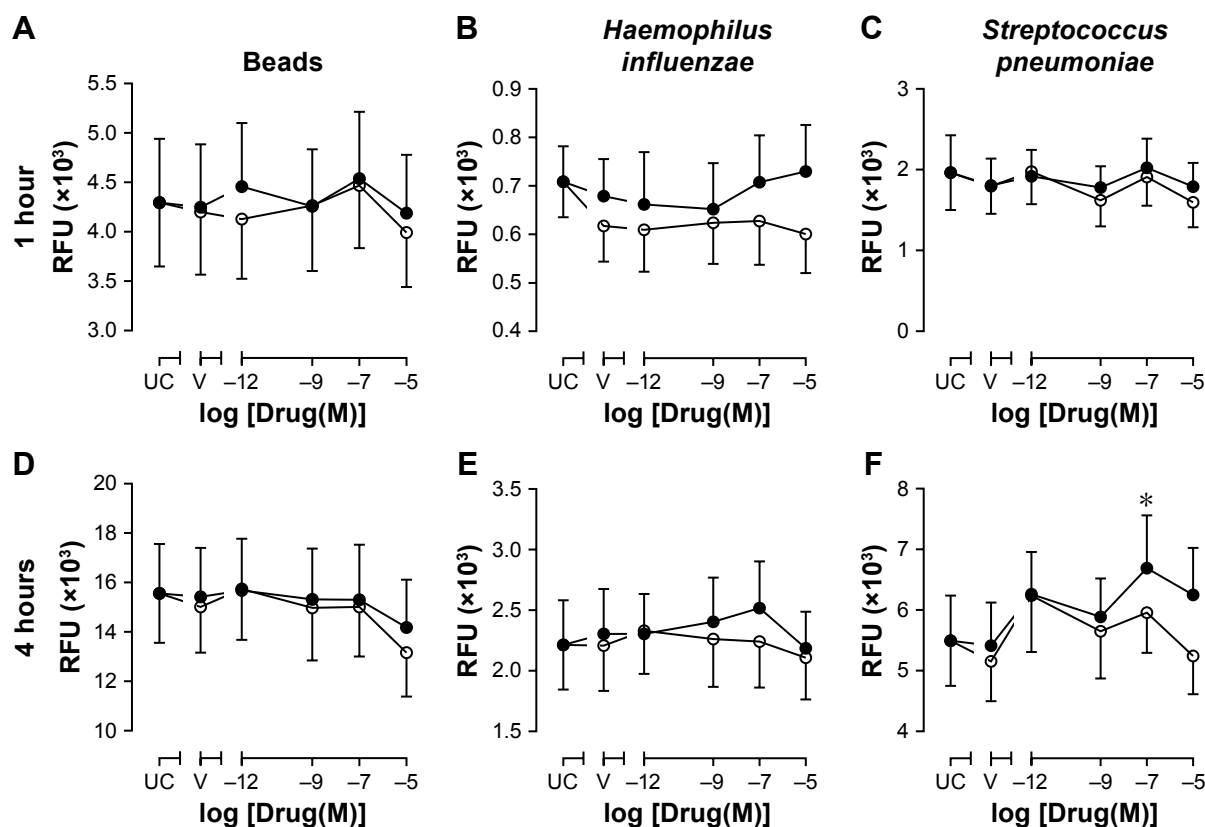 A
Beads
B
Haemophilus
influenzae
C
Streptococcus
pneumoniae
1 hour
RFU (×10³)
5.5
5.0
4.5
4.0
3.5
3.0
UC V –12 –9 –7 –5
log [Drug(M)]
RFU (×10³)
0.9
0.8
0.7
0.6
0.5
0.4
UC V –12 –9 –7 –5
log [Drug(M)]
RFU (×10³)
3
2
1
0
UC V –12 –9 –7 –5
log [Drug(M)]
D
4 hours
RFU (×10³)
20
18
16
14
12
10
UC V –12 –9 –7 –5
log [Drug(M)]
E
RFU (×10³)
3.5
3.0
2.5
2.0
1.5
UC V –12 –9 –7 –5
log [Drug(M)]
F
RFU (×10³)
8
7
6
5
4
*
UC V –12 –9 –7 –5
log [Drug(M)]